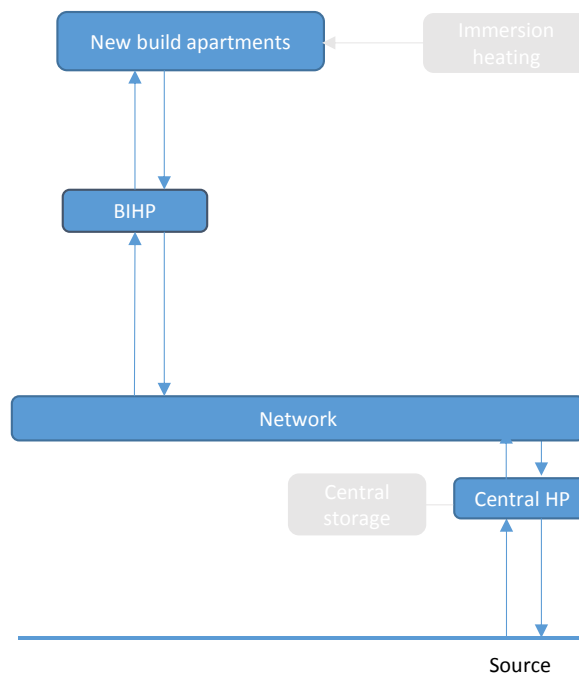 New build apartments
Immersion
heating
BIHP
Network
Central
storage
Central HP
Source